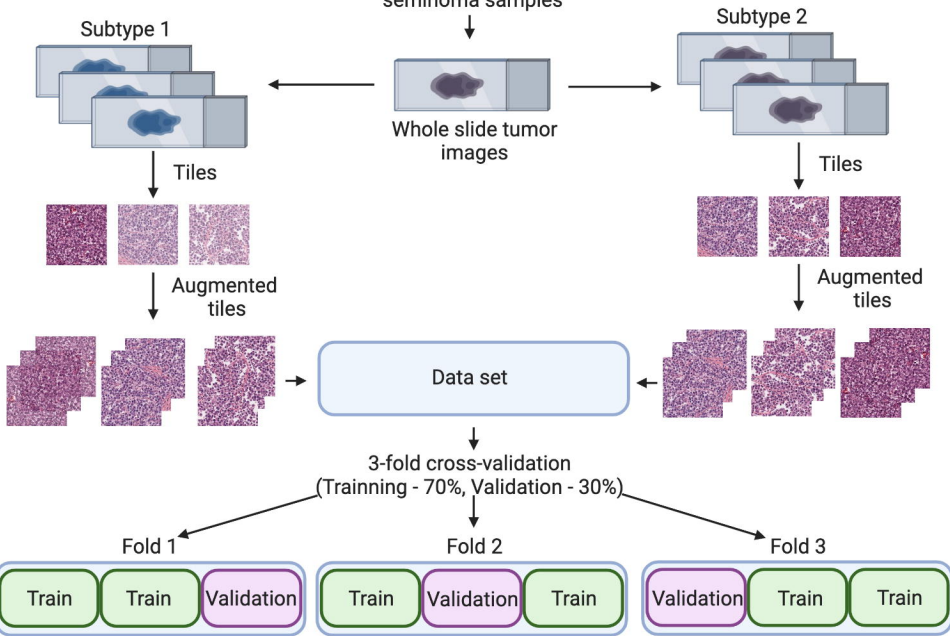 seminoma samples
Subtype 1
Subtype 2
Whole slide tumor
images
Tiles
Tiles
Augmented
tiles
Augmented
tiles
Data set
3-fold cross-validation
(Trainning - 70%, Validation - 30%)
Fold 1
Fold 2
Fold 3
Train
Train
Validation
Train
Validation
Train
Validation
Train
Train